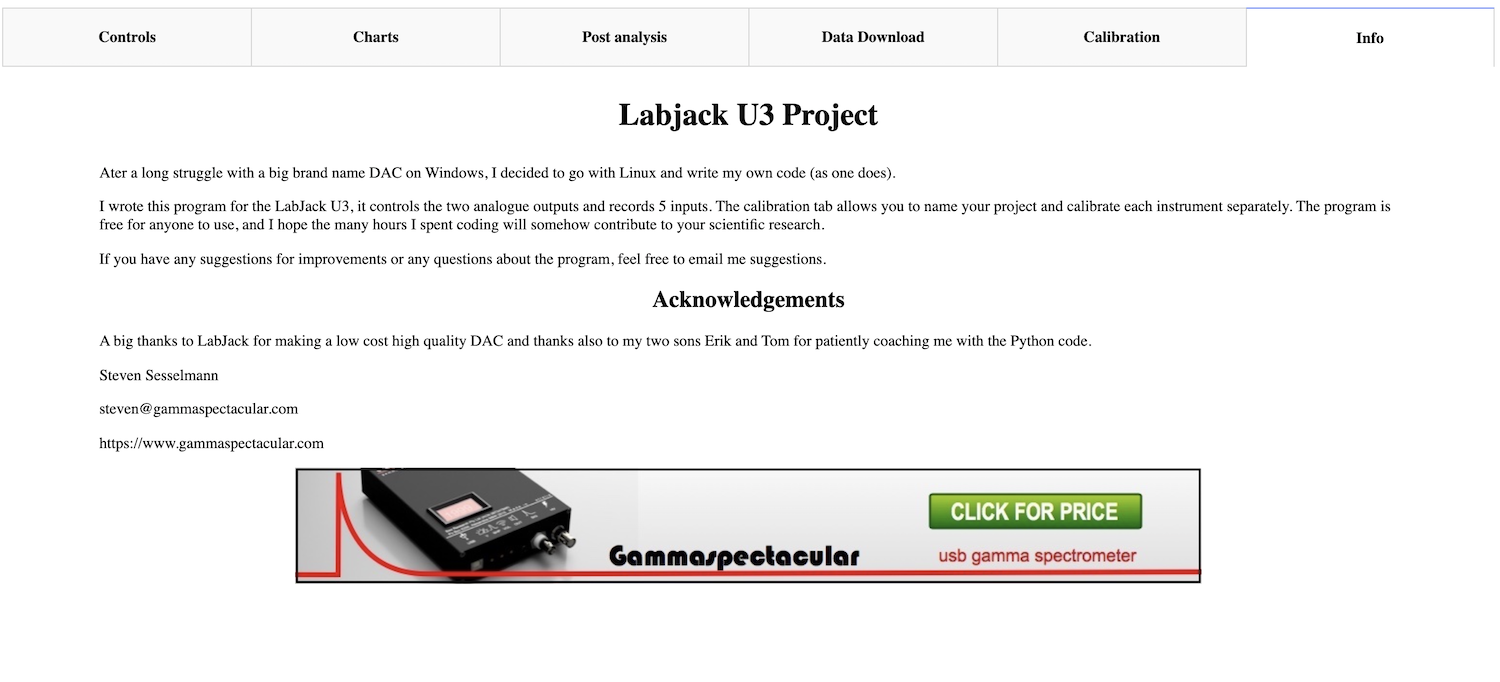 Controls
Charts
Post analysis
Data Download
Calibration
Info
Labjack U3 Project
Ater a long struggle with a big brand name DAC on Windows, I decided to go with Linux and write my own code (as one does).
I wrote this program for the LabJack U3, it controls the two analogue outputs and records 5 inputs. The calibration tab allows you to name your project and calibrate each instrument separately. The program is
free for anyone to use, and I hope the many hours I spent coding will somehow contribute to your scientific research.
If you have any suggestions for improvements or any questions about the program, feel free to email me suggestions.
Acknowledgements
A big thanks to LabJack for making a low cost high quality DAC and thanks also to my two sons Erik and Tom for patiently coaching me with the Python code.
Steven Sesselmann
steven@gammaspectacular.com
https://www.gammaspectacular.com
CLICK FOR PRICE
Gammaspectacular
usb gamma spectrometer